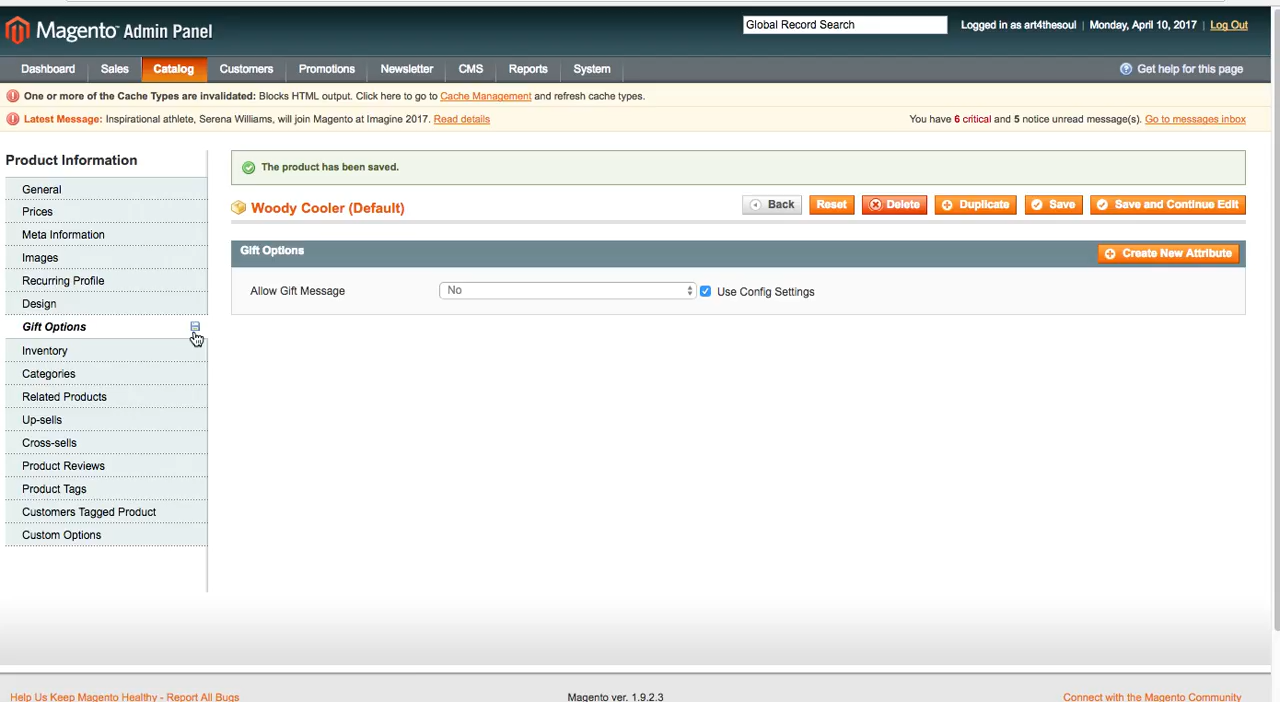 Magento™ Admin Panel
Global Record Search
Logged in as art4thesoul | Monday, April 10, 2017 | Log Out
Dashboard Sales Catalog Customers Promotions Newsletter CMS Reports System
Get help for this page
One or more of the Cache Types are invalidated: Blocks HTML output. Click here to go to Cache Management and refresh cache types.
Latest Message: Inspirational athlete, Serena Williams, will join Magento at Imagine 2017. Read details
You have 6 critical and 5 notice unread message(s). Go to messages inbox
Product Information
General
Prices
Meta Information
Images
Recurring Profile
Design
Gift Options
Inventory
Categories
Related Products
Up-sells
Cross-sells
Product Reviews
Product Tags
Customers Tagged Product
Custom Options
The product has been saved.
Woody Cooler (Default)
Back Reset Delete Duplicate Save Save and Continue Edit
Gift Options
Create New Attribute
Allow Gift Message
No
Use Config Settings
Help Us Keep Magento Healthy - Report All Bugs
Magento ver. 1.9.2.3
Connect with the Magento Community